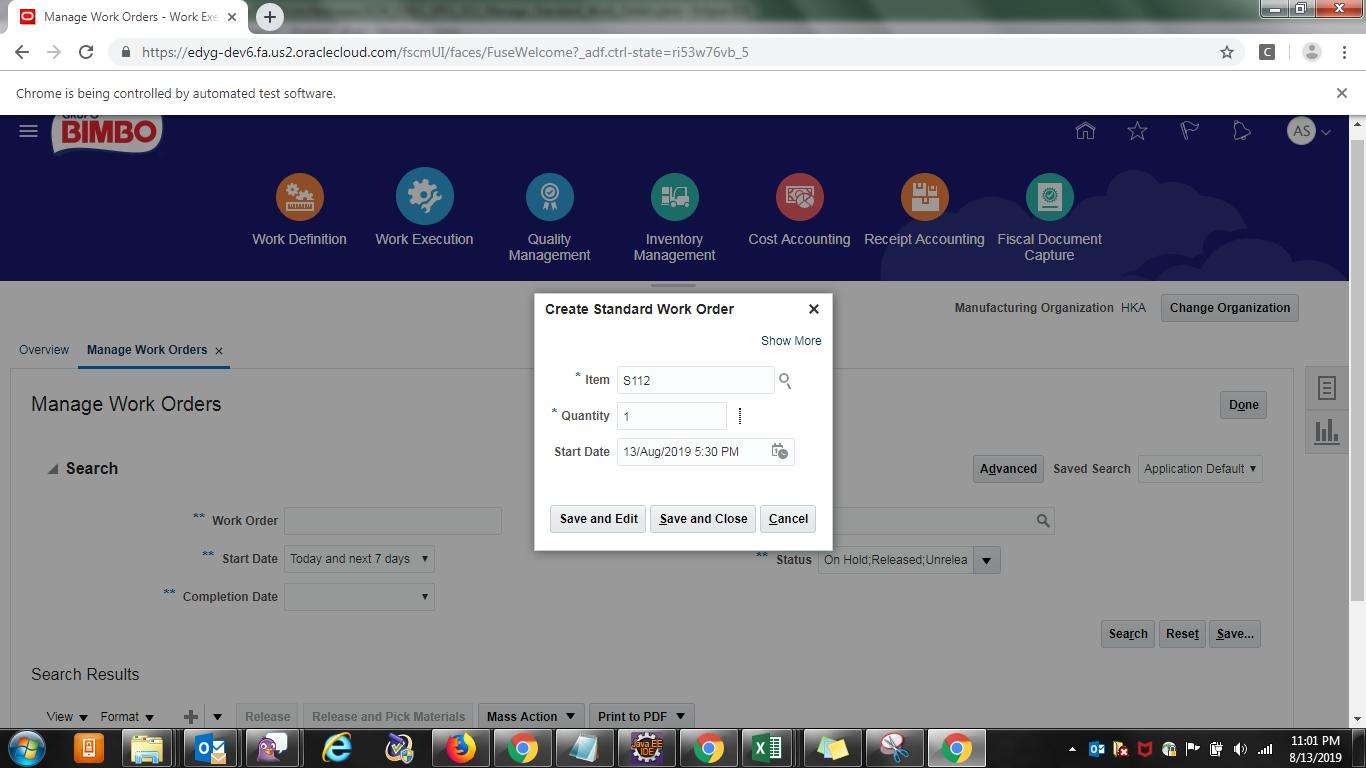 Manage Work Orders - Work Exe
https://edyg-dev6.fa.us2.oraclecloud.com/fscmUI/faces/FuseWelcome?_adf.ctrl-state=ri53w76vb_5
C
Chrome is being controlled by automated test software.
BIMBO
AS
Work Definition
Work Execution
Quality Management
Inventory Management
Cost Accounting
Receipt Accounting
Fiscal Document Capture
Manufacturing Organization HKA
Change Organization
Overview
Manage Work Orders
Manage Work Orders
Done
Search
Advanced
Saved Search
Application Default
** Work Order
** Start Date
Today and next 7 days
** Status
On Hold;Released;Unrelea
** Completion Date
Search
Reset
Save...
Search Results
View
Format
Release
Release and Pick Materials
Mass Action
Print to PDF
Create Standard Work Order
Show More
* Item
S112
* Quantity
1
Start Date
13/Aug/2019 5:30 PM
Save and Edit
Save and Close
Cancel
Java EE
IDE
11:01 PM
8/13/2019